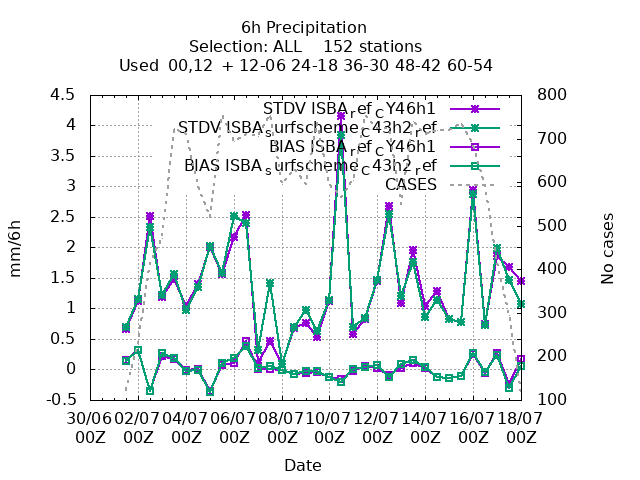 6h Precipitation
Selection: ALL 152 stations
Used 00,12 + 12-06 24-18 36-30 48-42 60-54
STDV ISBA_ref_CY46h1
STDV ISBA_surfscheme_C43h2_ref
BIAS ISBA_ref_CY46h1
BIAS ISBA_surfscheme_C43h2_ref
CASES
4.5
4
3.5
3
2.5
2
1.5
1
0.5
0
-0.5
mm/6h
800
700
600
500
400
300
200
100
No cases
30/06 02/07 04/07 06/07 08/07 10/07 12/07 14/07 16/07 18/07
00Z 00Z 00Z 00Z 00Z 00Z 00Z 00Z 00Z 00Z
Date